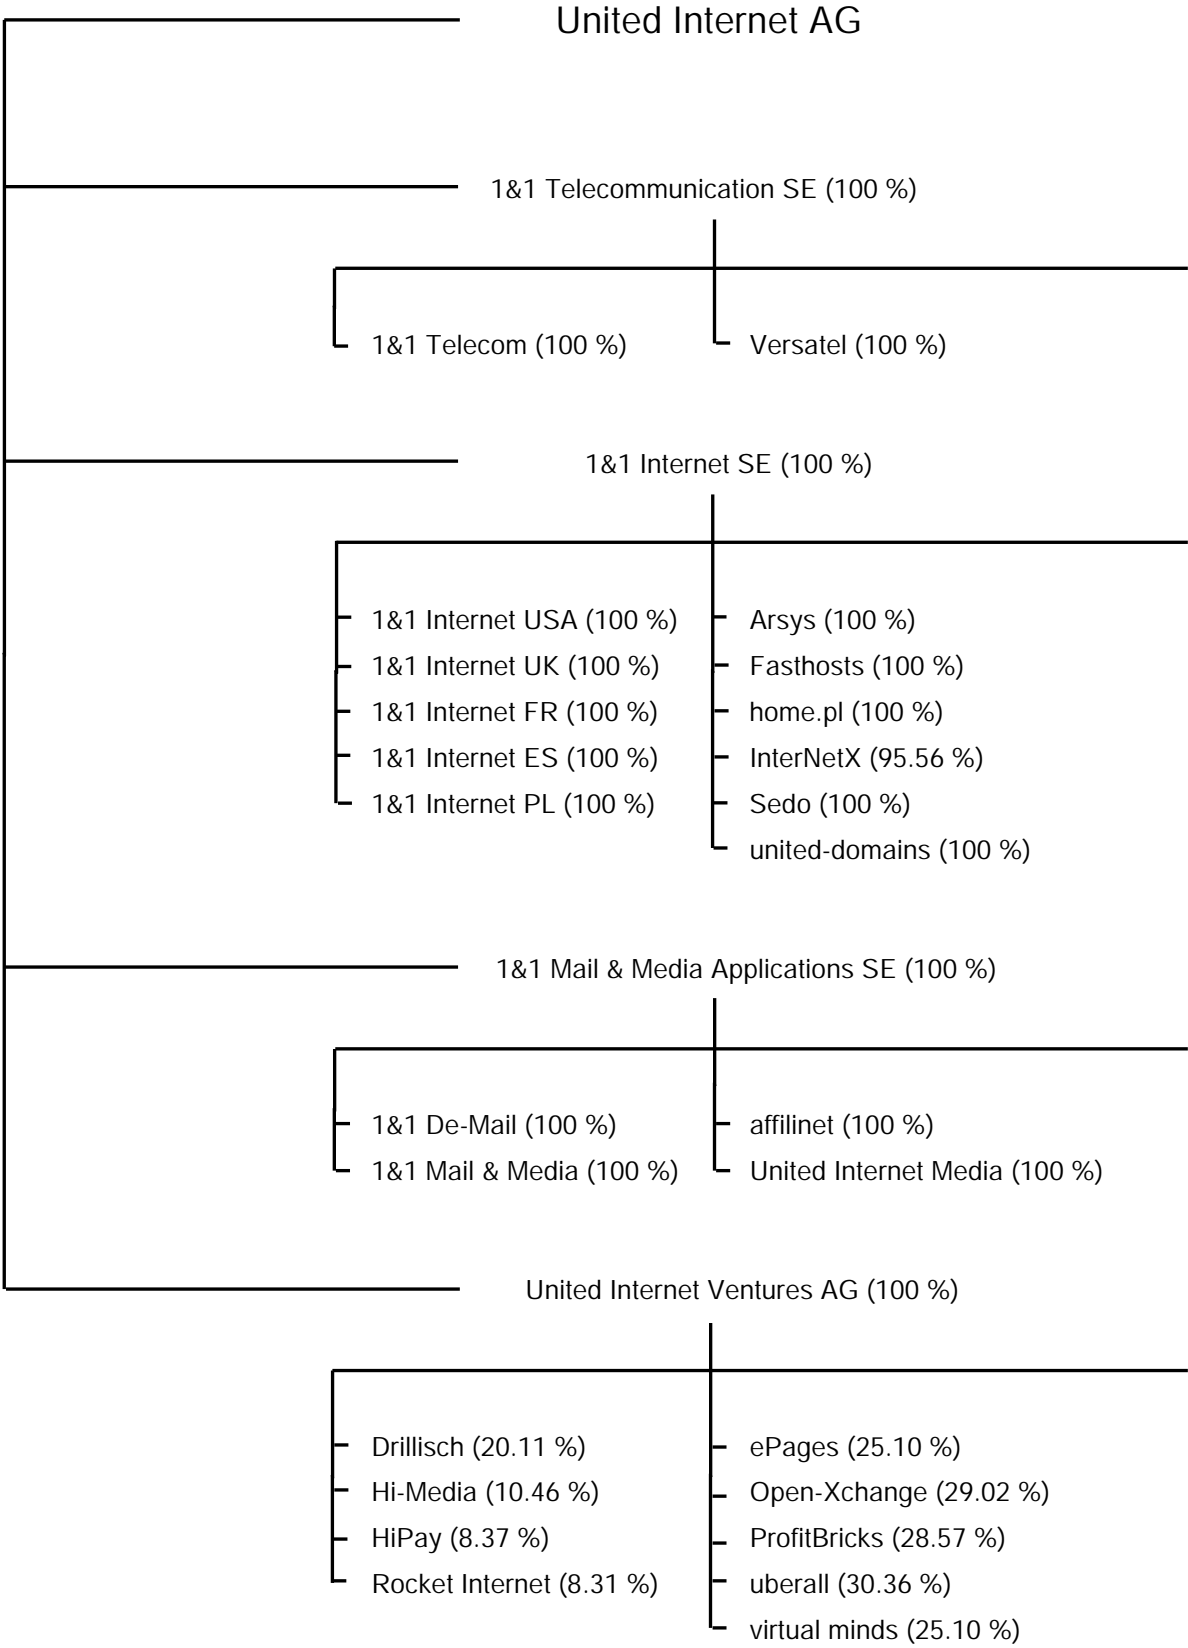 United Internet AG
1&1 Telecommunication SE (100 %)
1&1 Telecom (100 %)
Versatel (100 %)
1&1 Internet SE (100 %)
1&1 Internet USA (100 %)
1&1 Internet UK (100 %)
1&1 Internet FR (100 %)
1&1 Internet ES (100 %)
1&1 Internet PL (100 %)
Arsys (100 %)
Fasthosts (100 %)
home.pl (100 %)
InterNetX (95.56 %)
Sedo (100 %)
united-domains (100 %)
1&1 Mail & Media Applications SE (100 %)
1&1 De-Mail (100 %)
1&1 Mail & Media (100 %)
affilinet (100 %)
United Internet Media (100 %)
United Internet Ventures AG (100 %)
Drillisch (20.11 %)
Hi-Media (10.46 %)
HiPay (8.37 %)
Rocket Internet (8.31 %)
ePages (25.10 %)
Open-Xchange (29.02 %)
ProfitBricks (28.57 %)
uberall (30.36 %)
virtual minds (25.10 %)